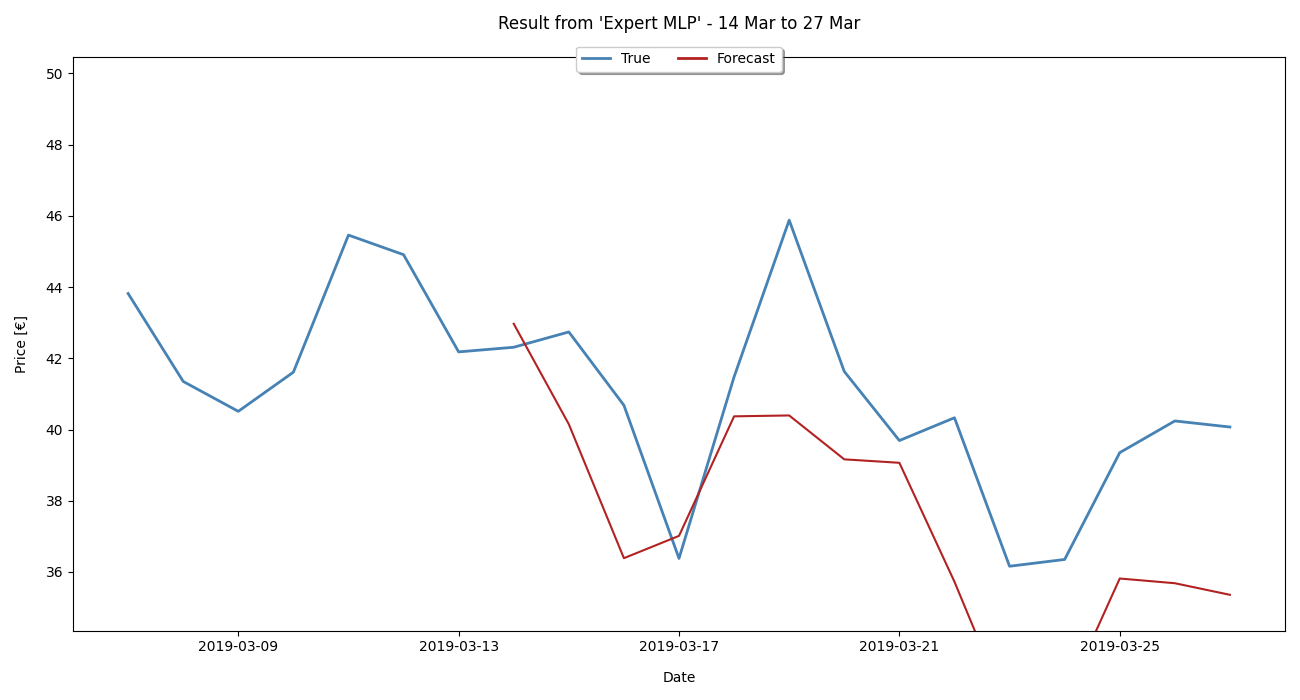 Result from 'Expert MLP' - 14 Mar to 27 Mar
True Forecast
50
48
46
44
42
40
38
36
Price [€]
2019-03-09 2019-03-13 2019-03-17 2019-03-21 2019-03-25
Date